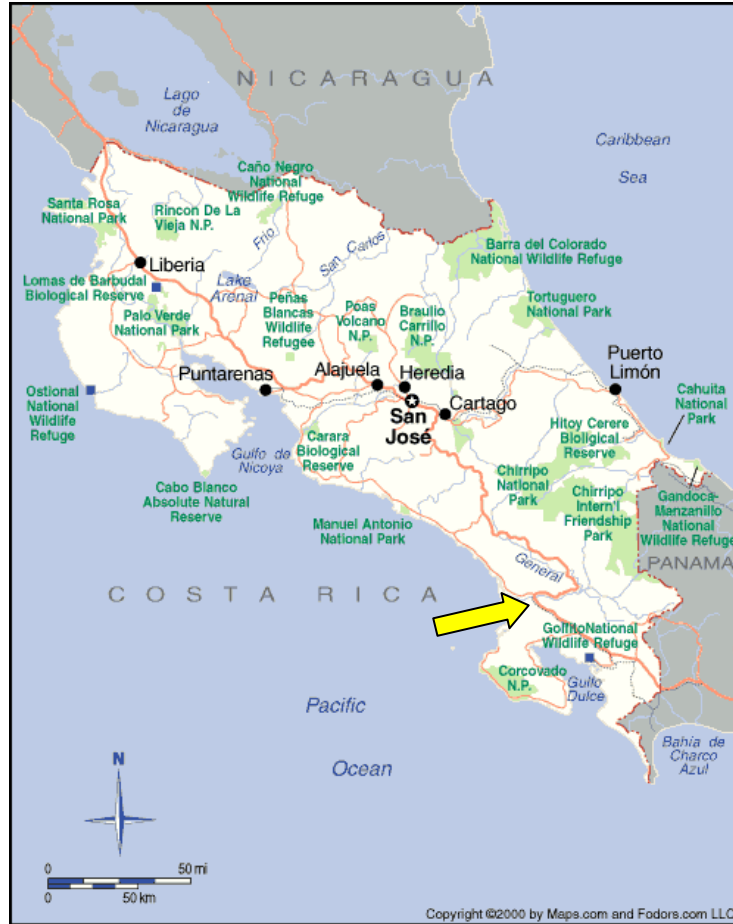 NICARAGUA
Lago
de
Nicaragua
Caribbean
Sea
Caño Negro
National
Wildlife Refuge
Santa Rosa
National Park
Rincon De La
Vieja N.P.
Frio
San Carlos
Barra del Colorado
National Wildlife Refuge
Liberia
Lomas de Barbudal
Biological Reserve
Lake
Arenal
Palo Verde
National Park
Peñas
Blancas
Wildlife
Refugee
Poas
Volcano
N.P.
Braulio
Carrillo
N.P.
Tortuguero
National Park
Puerto
Limón
Puntarenas
Alajuela
Heredia
San
José
Cartago
Cahuita
National
Park
Ostional
National
Wildlife
Refuge
Gulfo de
Nicoya
Carara
Biological
Reserve
Hitoy Cerere
Bioligical
Reserve
Cabo Blanco
Absolute Natural
Reserve
Chirripo
National
Park
Chirripo
Intern'l
Friendship
Park
Gandoca-
Manzanillo
National
Wildlife Refuge
Manuel Antonio
National Park
PANAMA
General
COSTA RICA
GolfitoNational
Wildlife Refuge
Corcovado
N.P.
Gulfo
Dulce
Pacific
Ocean
Bahía de
Charco
Azul
N
0 50 mi
0 50 km
Copyright ©2000 by Maps.com and Fodors.com LLC